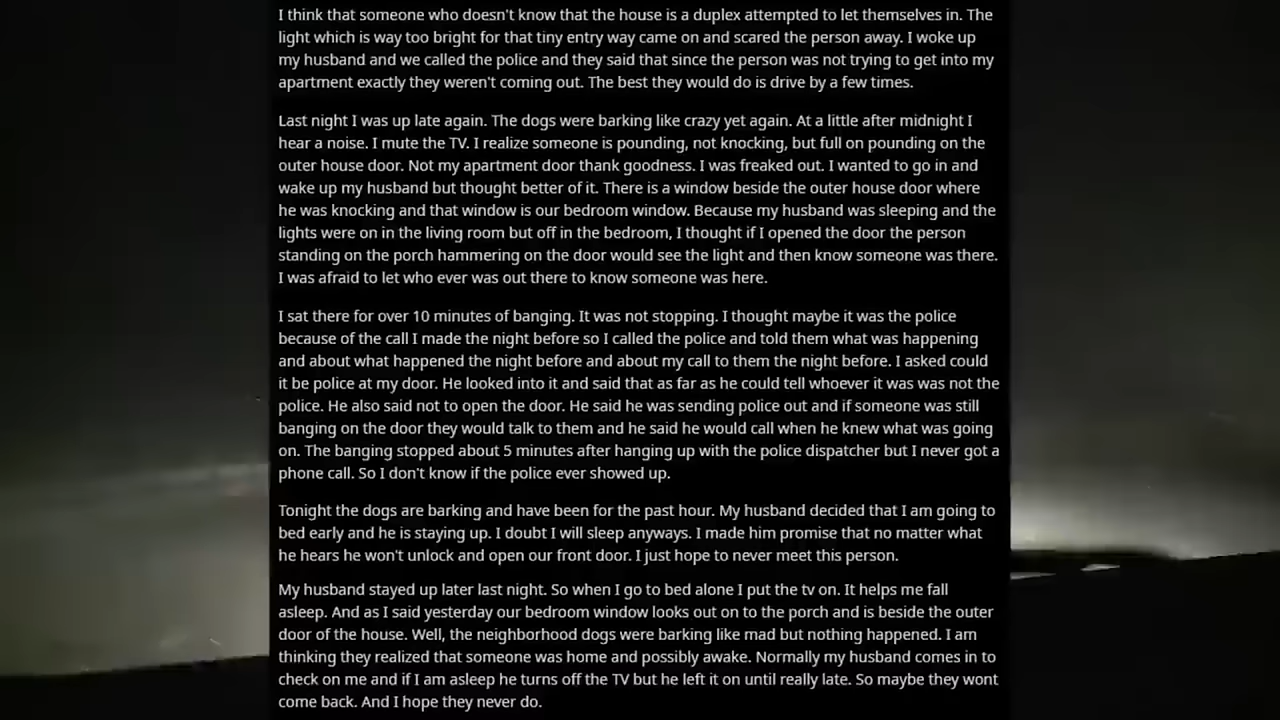 I think that someone who doesn't know that the house is a duplex attempted to let themselves in. The
light which is way too bright for that tiny entry way came on and scared the person away. I woke up
my husband and we called the police and they said that since the person was not trying to get into my
apartment exactly they weren't coming out. The best they would do is drive by a few times.
Last night I was up late again. The dogs were barking like crazy yet again. At a little after midnight I
hear a noise. I mute the TV. I realize someone is pounding, not knocking, but full on pounding on the
outer house door. Not my apartment door thank goodness. I was freaked out. I wanted to go in and
wake up my husband but thought better of it. There is a window beside the outer house door where
he was knocking and that window is our bedroom window. Because my husband was sleeping and the
lights were on in the living room but off in the bedroom, I thought if I opened the door the person
standing on the porch hammering on the door would see the light and then know someone was there.
I was afraid to let who ever was out there to know someone was here.
I sat there for over 10 minutes of banging. It was not stopping. I thought maybe it was the police
because of the call I made the night before so I called the police and told them what was happening
and about what happened the night before and about my call to them the night before. I asked could
it be police at my door. He looked into it and said that as far as he could tell whoever it was was not the
police. He also said not to open the door. He said he was sending police out and if someone was still
banging on the door they would talk to them and he said he would call when he knew what was going
on. The banging stopped about 5 minutes after hanging up with the police dispatcher but I never got a
phone call. So I don't know if the police ever showed up.
Tonight the dogs are barking and have been for the past hour. My husband decided that I am going to
bed early and he is staying up. I doubt I will sleep anyways. I made him promise that no matter what
he hears he won't unlock and open our front door. I just hope to never meet this person.
My husband stayed up later last night. So when I go to bed alone I put the tv on. It helps me fall
asleep. And as I said yesterday our bedroom window looks out on to the porch and is beside the outer
door of the house. Well, the neighborhood dogs were barking like mad but nothing happened. I am
thinking they realized that someone was home and possibly awake. Normally my husband comes in to
check on me and if I am asleep he turns off the TV but he left it on until really late. So maybe they wont
come back. And I hope they never do.